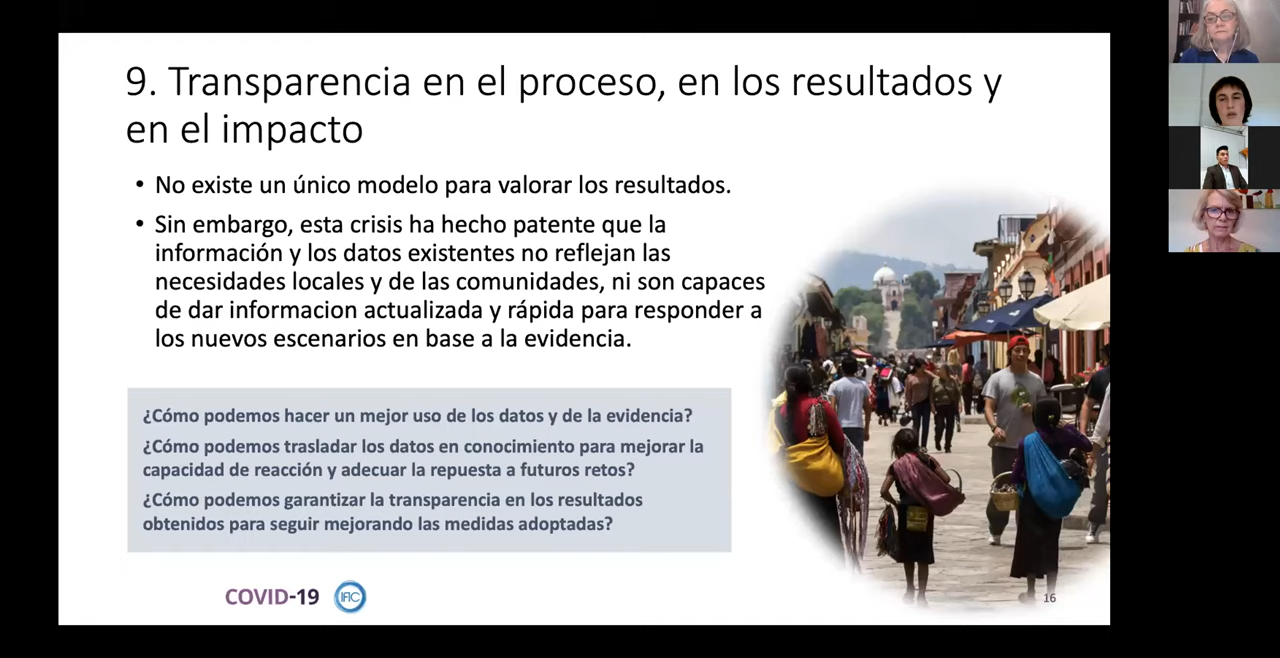 9. Transparencia en el proceso, en los resultados y
en el impacto
• No existe un único modelo para valorar los resultados.
• Sin embargo, esta crisis ha hecho patente que la
información y los datos existentes no reflejan las
necesidades locales y de las comunidades, ni son capaces
de dar informacion actualizada y rápida para responder a
los nuevos escenarios en base a la evidencia.
¿Cómo podemos hacer un mejor uso de los datos y de la evidencia?
¿Cómo podemos trasladar los datos en conocimiento para mejorar la
capacidad de reacción y adecuar la repuesta a futuros retos?
¿Cómo podemos garantizar la transparencia en los resultados
obtenidos para seguir mejorando las medidas adoptadas?
COVID-19 IFIC
16